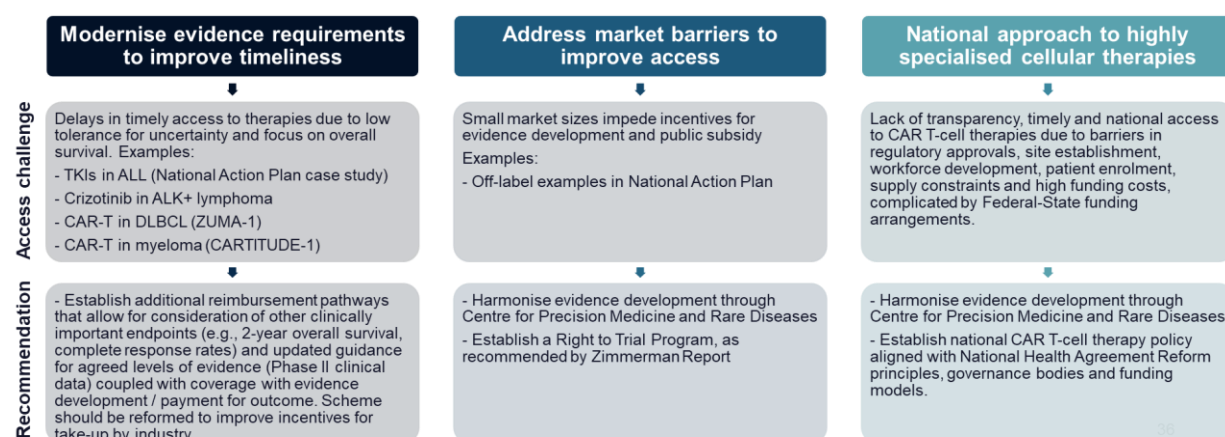 Modernise evidence requirements
to improve timeliness
Address market barriers to
improve access
National approach to highly
specialised cellular therapies
Access challenge
Delays in timely access to therapies due to low
tolerance for uncertainty and focus on overall
survival. Examples:
- TKIs in ALL (National Action Plan case study)
- Crizotinib in ALK+ lymphoma
- CAR-T in DLBCL (ZUMA-1)
- CAR-T in myeloma (CARTITUDE-1)
Small market sizes impede incentives for
evidence development and public subsidy
Examples:
- Off-label examples in National Action Plan
Lack of transparency, timely and national access
to CAR T-cell therapies due to barriers in
regulatory approvals, site establishment,
workforce development, patient enrolment,
supply constraints and high funding costs,
complicated by Federal-State funding
arrangements.
Recommendation
- Establish additional reimbursement pathways
that allow for consideration of other clinically
important endpoints (e.g., 2-year overall survival,
complete response rates) and updated guidance
for agreed levels of evidence (Phase II clinical
data) coupled with coverage with evidence
development / payment for outcome. Scheme
should be reformed to improve incentives for
take-up by industry
- Harmonise evidence development through
Centre for Precision Medicine and Rare Diseases
- Establish a Right to Trial Program, as
recommended by Zimmerman Report
- Harmonise evidence development through
Centre for Precision Medicine and Rare Diseases
- Establish national CAR T-cell therapy policy
aligned with National Health Agreement Reform
principles, governance bodies and funding
models.
36